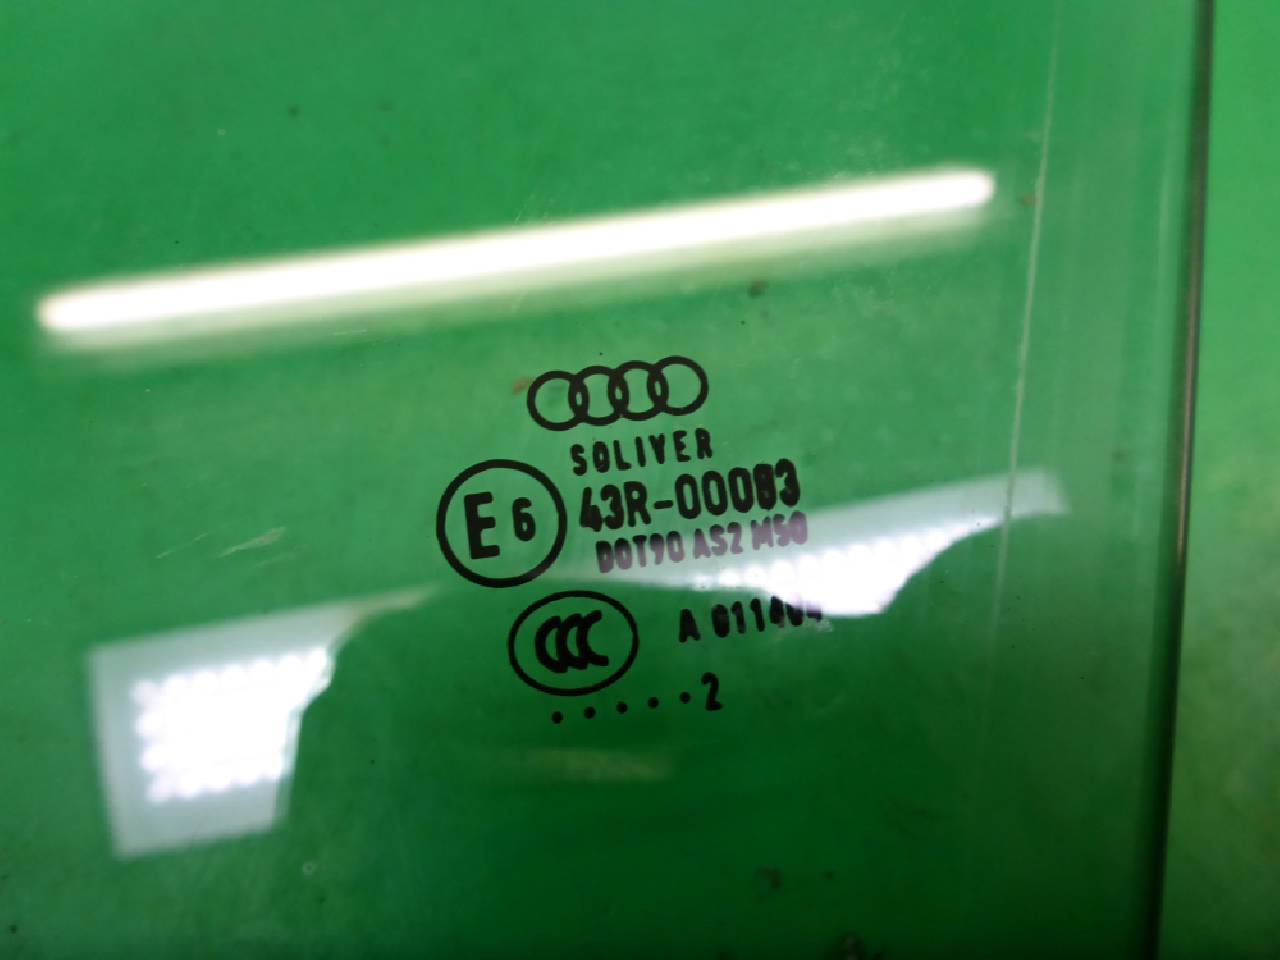 SOLIVER
E6 43R-00083
DOT90 AS2 M50
CCC A 011404
.....2